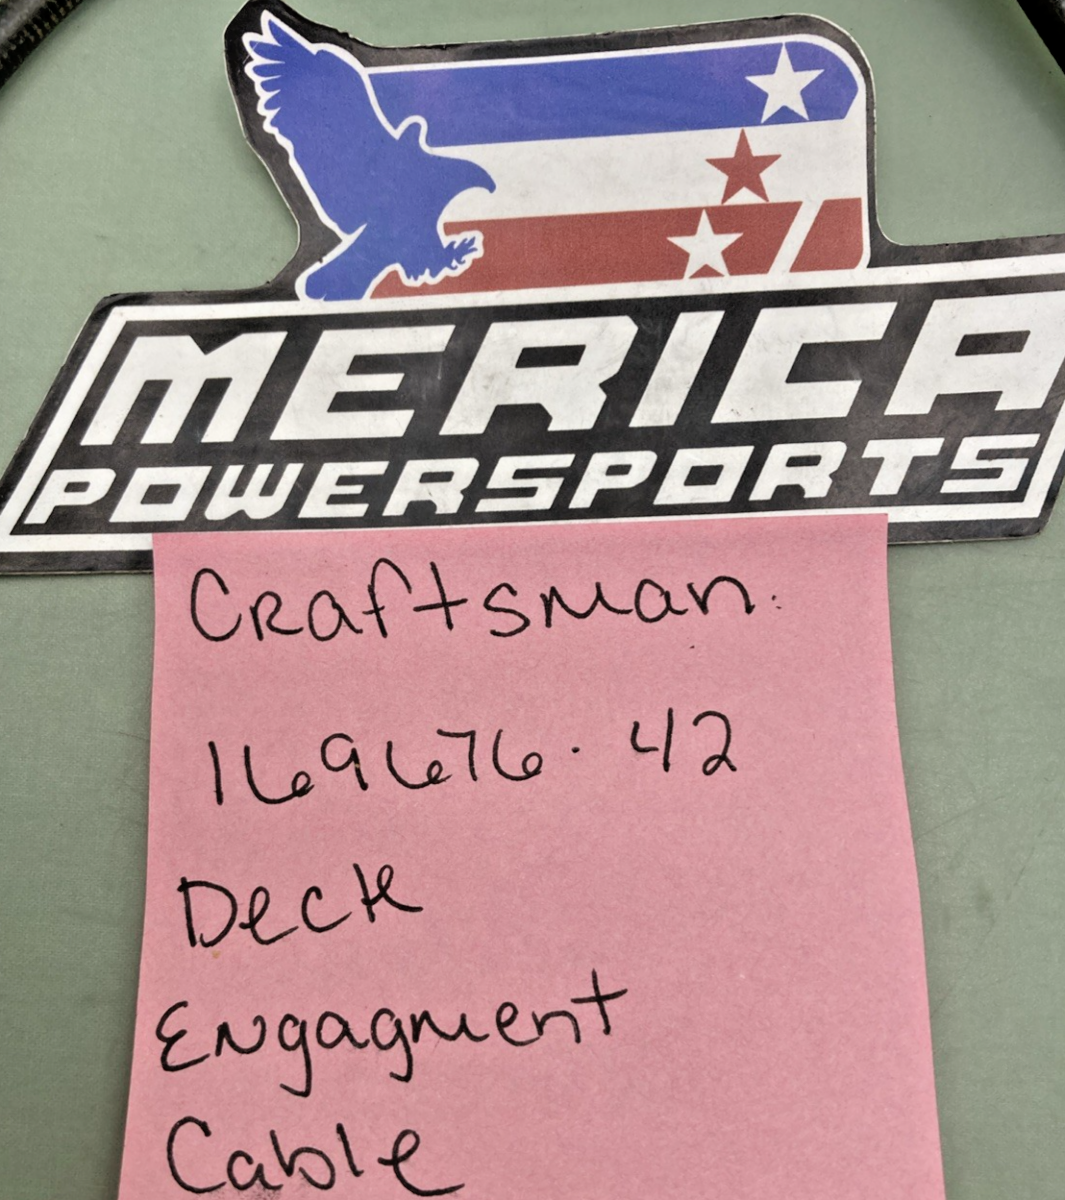 MERICA
POWERSPORTS
Craftsman.
169676.42
Deck
Engagment
Cable